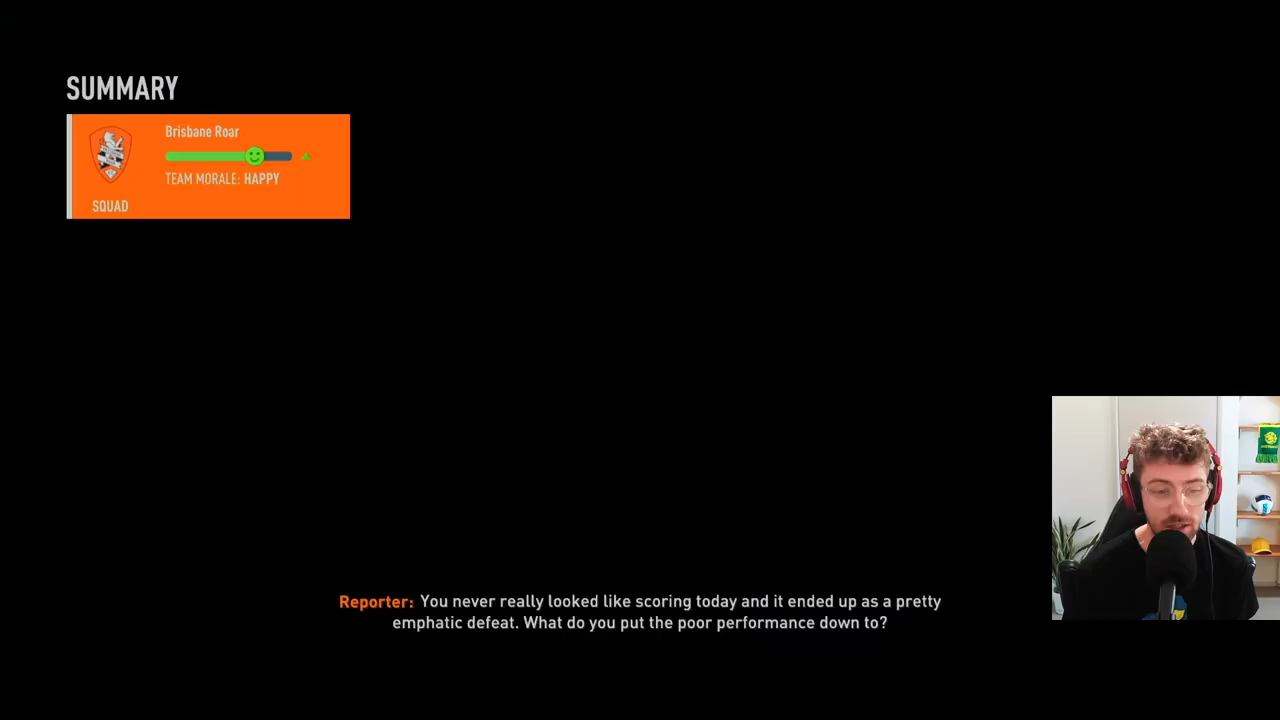 SUMMARY
Brisbane Roar
TEAM MORALE: HAPPY
SQUAD
Reporter: You never really looked like scoring today and it ended up as a pretty
emphatic defeat. What do you put the poor performance down to?